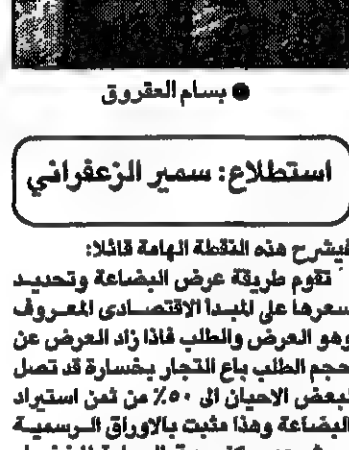 ● بسام العقروق
استطلاع: سمير الزعفراني
فيشرح هذه النقطة الهامة قائلا:
تقوم طريقة عرض البضاعة وتحديد
سعرها على المبدأ الاقتصادى المعروف
وهو العرض والطلب فاذا زاد العرض عن
حجم الطلب باع التجار بخسارة قد تصل
لبعض الاحيان الى ٥٠٪ من ثمن استيراد
البضاعة وهذا مثبت بالاوراق الرسمية